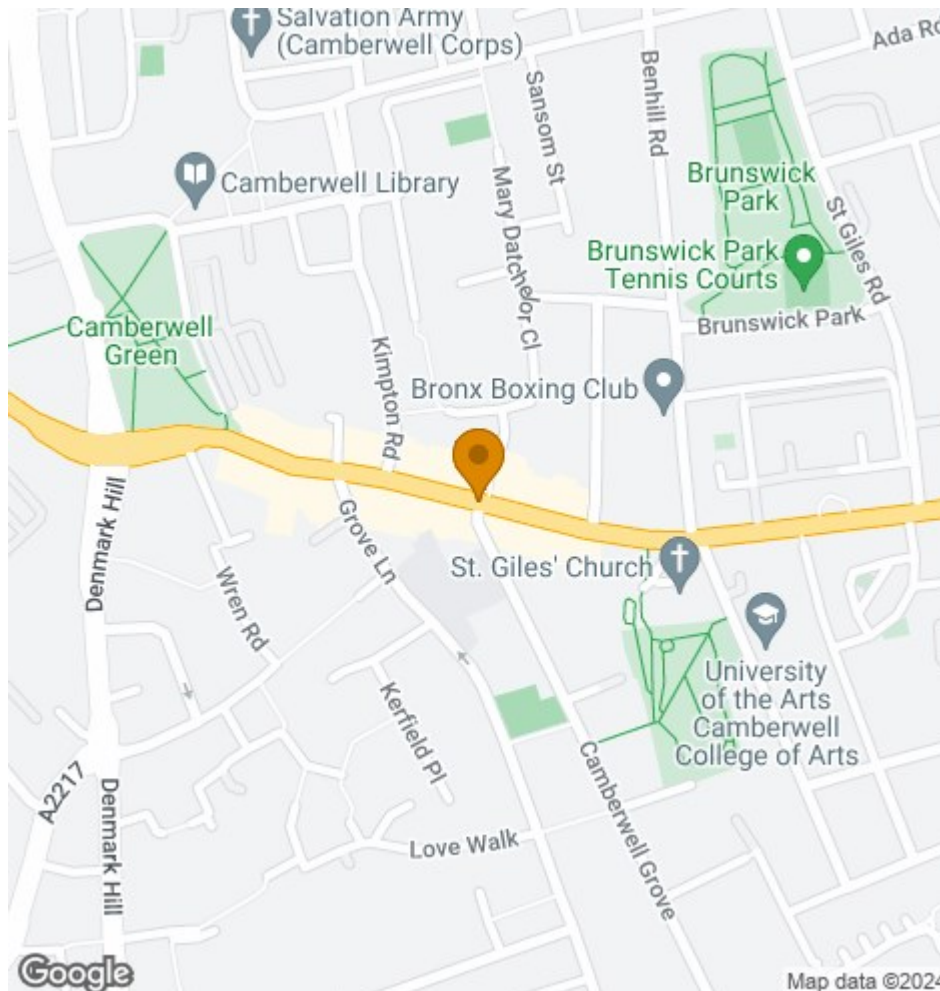 Salvation Army
(Camberwell Corps)
Ada Ro
Sansom St
Benhill Rd
Camberwell Library
Mary Datchelor Cl
Brunswick
Park
St Giles Rd
Brunswick Park
Tennis Courts
Brunswick Park
Camberwell
Green
Kimpton Rd
Bronx Boxing Club
Denmark Hill
Grove Ln
Wren Rd
St. Giles' Church
University
of the Arts
Camberwell
College of Arts
Kerfield Pl
Camberwell Grove
A2217
Denmark Hill
Love Walk
Google
Map data ©2024